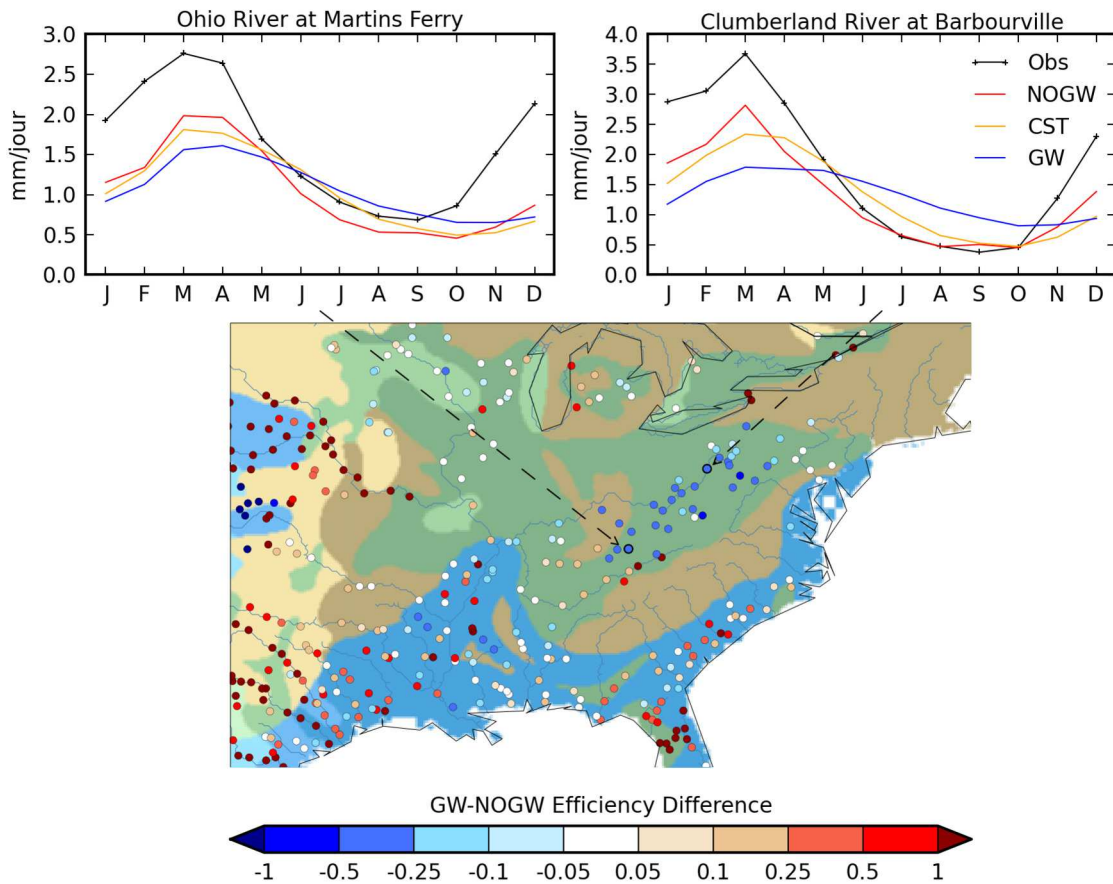 Ohio River at Martins Ferry
Clumberland River at Barbourville
3.0
2.5
2.0
1.5
1.0
0.5
0.0
mm/jour
J F M A M J J A S O N D
4.0
3.5
3.0
2.5
2.0
1.5
1.0
0.5
0.0
mm/jour
J F M A M J J A S O N D
Obs
NOGW
CST
GW
GW-NOGW Efficiency Difference
-1 -0.5 -0.25 -0.1 -0.05 0.05 0.1 0.25 0.5 1